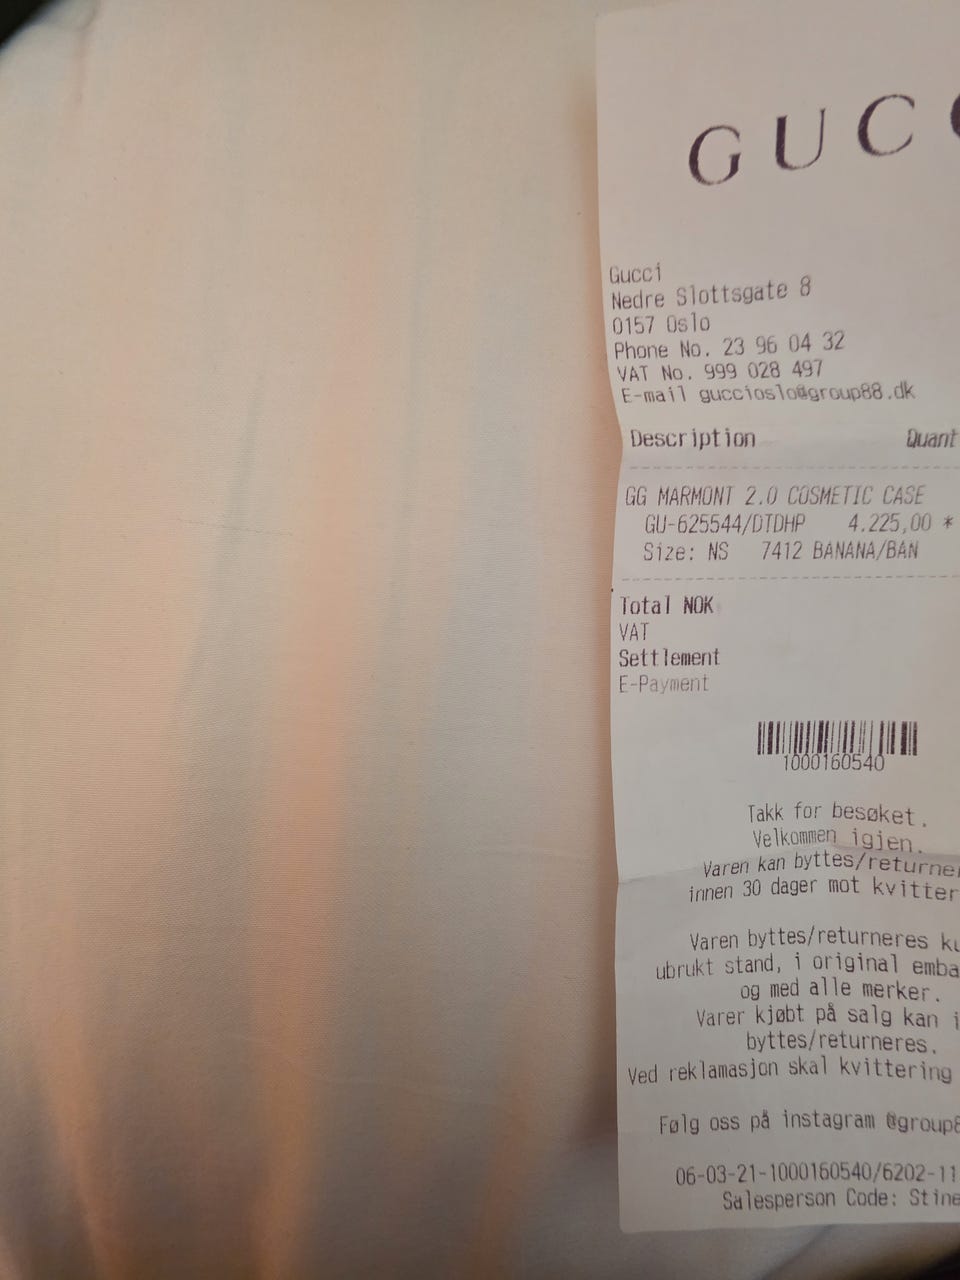 GUCC
Gucci
Nedre Slottsgate 8
0157 Oslo
Phone No. 23 96 04 32
VAT No. 999 028 497
E-mail guccioslo@group88.dk
Description Quant
GG MARMONT 2.0 COSMETIC CASE
GU-625544/DTDHP 4.225,00 *
Size: NS 7412 BANANA/BAN
Total NOK
VAT
Settlement
E-Payment
1000160540
Takk for besøket.
Velkommen igjen.
Varen kan byttes/returner
innen 30 dager mot kvitter
Varen byttes/returneres ku
ubrukt stand, i original emba
og med alle merker.
Varer kjøbt på salg kan i
byttes/returneres.
Ved reklamasjon skal kvittering
Følg oss på instagram @group8
06-03-21-1000160540/6202-11
Salesperson Code: Stine